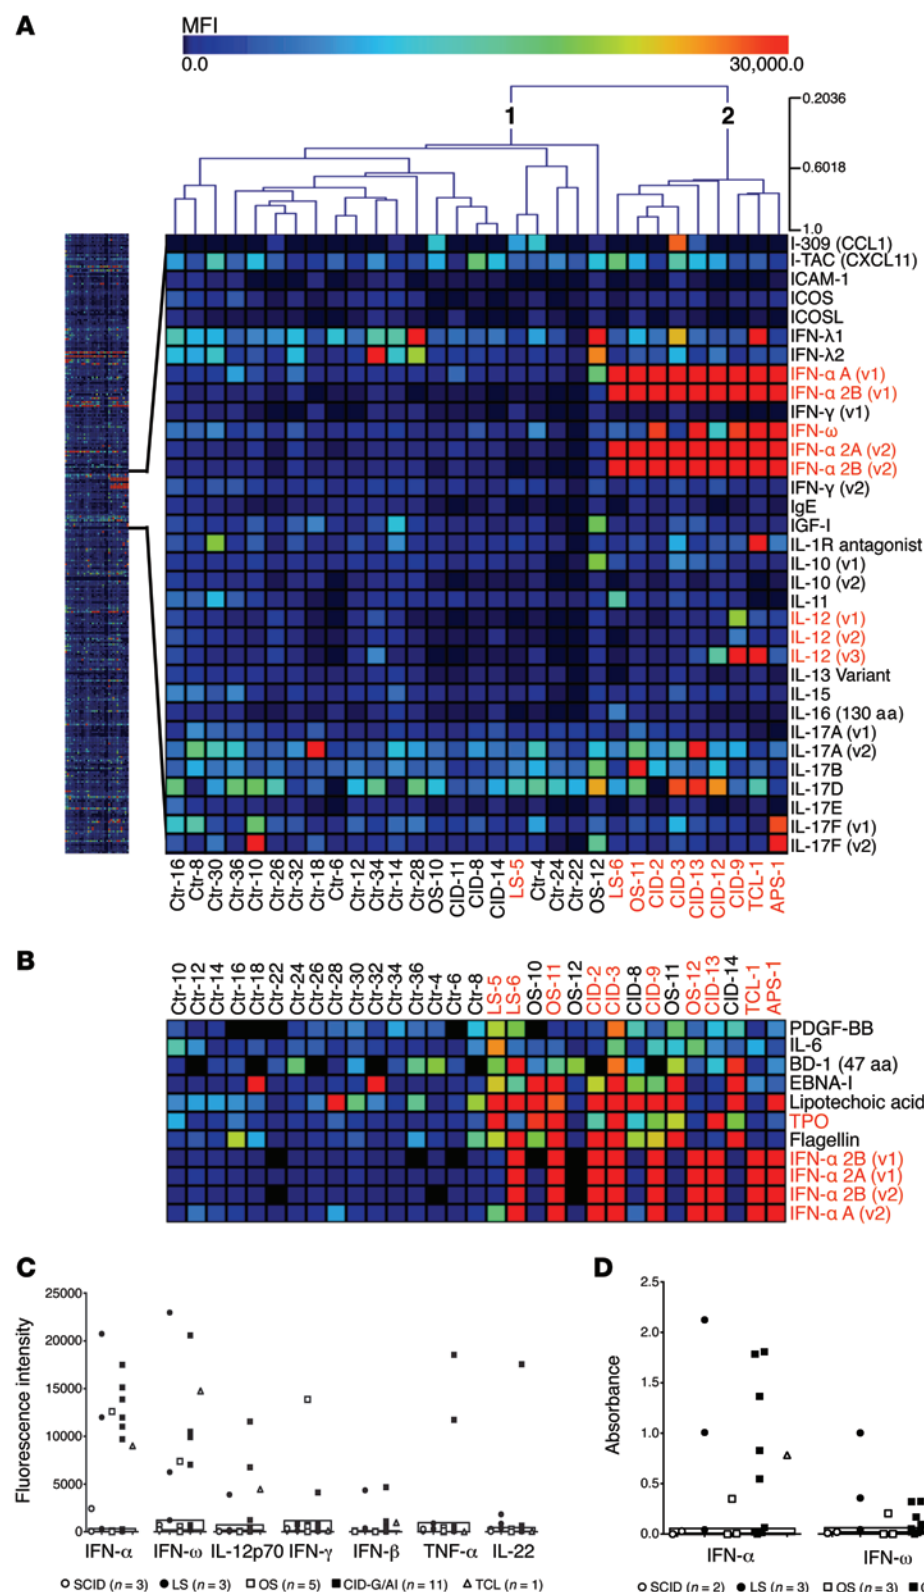 A
MFI
0.0 30,000.0
0.2036
1 2
0.6018
1.0
I-309 (CCL1)
I-TAC (CXCL11)
ICAM-1
ICOS
ICOSL
IFN-λ1
IFN-λ2
IFN-α A (v1)
IFN-α 2B (v1)
IFN-γ (v1)
IFN-ω
IFN-α 2A (v2)
IFN-α 2B (v2)
IFN-γ (v2)
IgE
IGF-I
IL-1R antagonist
IL-10 (v1)
IL-10 (v2)
IL-11
IL-12 (v1)
IL-12 (v2)
IL-12 (v3)
IL-13 Variant
IL-15
IL-16 (130 aa)
IL-17A (v1)
IL-17A (v2)
IL-17B
IL-17D
IL-17E
IL-17F (v1)
IL-17F (v2)
Ctr-16 Ctr-8 Ctr-30 Ctr-36 Ctr-10 Ctr-26 Ctr-32 Ctr-18 Ctr-6 Ctr-12 Ctr-34 Ctr-14 Ctr-28 OS-10 CID-11 CID-8 CID-14 LS-5 Ctr-4 Ctr-24 Ctr-22 OS-12 LS-6 OS-11 CID-2 CID-3 CID-13 CID-12 CID-9 TCL-1 APS-1
B
Ctr-10 Ctr-12 Ctr-14 Ctr-16 Ctr-18 Ctr-22 Ctr-24 Ctr-26 Ctr-28 Ctr-30 Ctr-32 Ctr-34 Ctr-36 Ctr-4 Ctr-6 Ctr-8 LS-5 LS-6 OS-10 OS-11 OS-12 CID-2 CID-3 CID-8 CID-9 OS-11 OS-12 CID-13 CID-14 TCL-1 APS-1
PDGF-BB
IL-6
BD-1 (47 aa)
EBNA-I
Lipotechoic acid
TPO
Flagellin
IFN-α 2B (v1)
IFN-α 2A (v1)
IFN-α 2B (v2)
IFN-α A (v2)
C
Fluorescence intensity
25000
20000
15000
10000
5000
0
IFN-α IFN-ω IL-12p70 IFN-γ IFN-β TNF-α IL-22
SCID (n = 3) LS (n = 3) OS (n = 5) CID-G/AI (n = 11) TCL (n = 1)
D
Absorbance
2.5
2.0
1.5
1.0
0.5
0.0
IFN-α IFN-ω
SCID (n = 2) LS (n = 3) OS (n = 3)